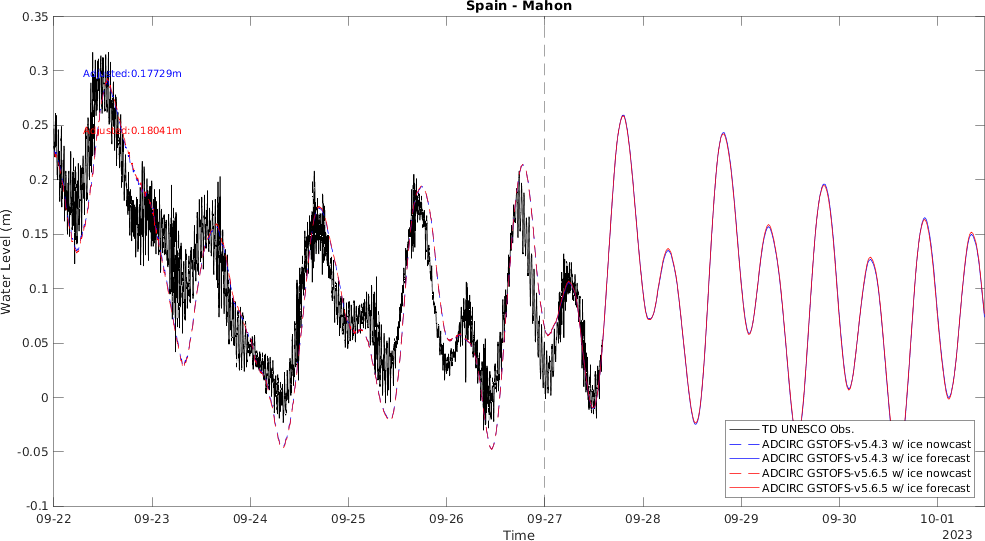 Spain - Mahon
0.35
0.3
0.25
0.2
0.15
0.1
0.05
0
-0.05
-0.1
Water Level (m)
Adjusted:0.17729m
Adjusted:0.18041m
TD UNESCO Obs.
ADCIRC GSTOFS-v5.4.3 w/ ice nowcast
ADCIRC GSTOFS-v5.4.3 w/ ice forecast
ADCIRC GSTOFS-v5.6.5 w/ ice nowcast
ADCIRC GSTOFS-v5.6.5 w/ ice forecast
09-22 09-23 09-24 09-25 09-26 09-27 09-28 09-29 09-30 10-01
Time
2023